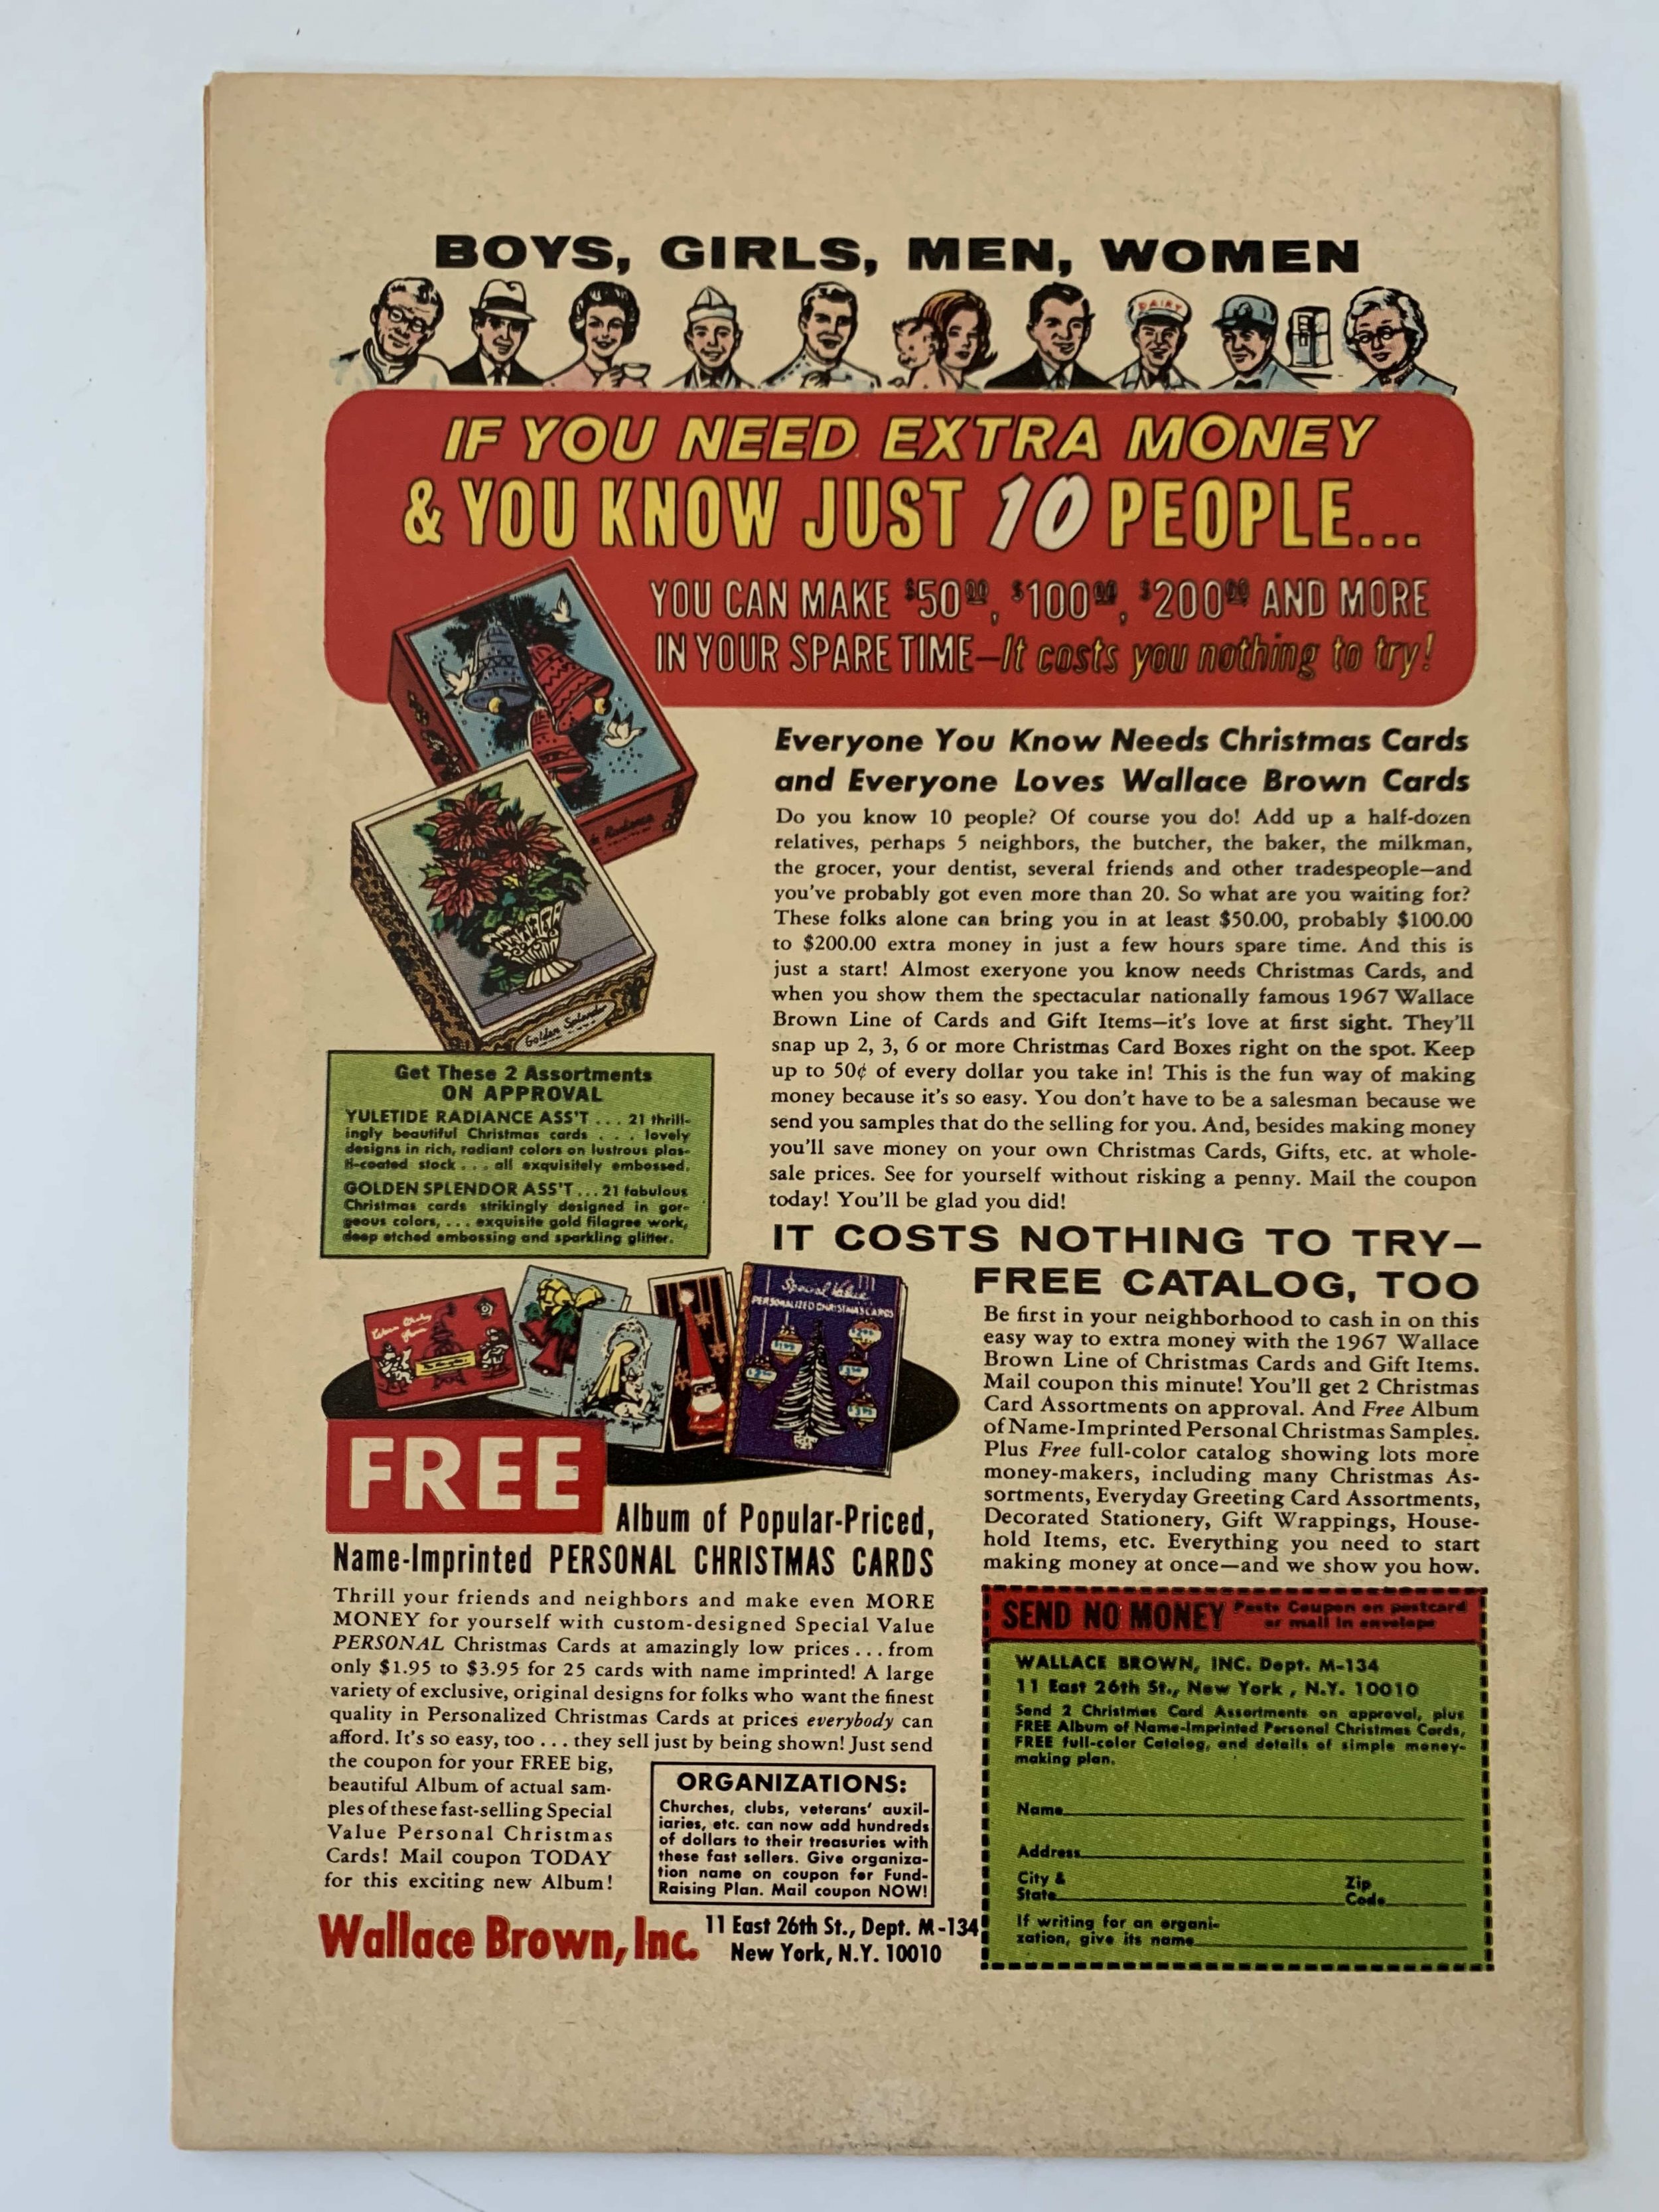 BOYS, GIRLS, MEN, WOMEN
DAIRY
IF YOU NEED EXTRA MONEY
& YOU KNOW JUST 10 PEOPLE...
YOU CAN MAKE $50.00, $100.00, $200.00 AND MORE
IN YOUR SPARE TIME—It costs you nothing to try!
Radiance
Golden Splendor
Get These 2 Assortments
ON APPROVAL
YULETIDE RADIANCE ASS'T . . . 21 thrill-
ingly beautiful Christmas cards . . . lovely
designs in rich, radiant colors on lustrous plas-
ti-coated stock . . . all exquisitely embossed.
GOLDEN SPLENDOR ASS'T . . . 21 fabulous
Christmas cards strikingly designed in gor-
geous colors, . . . exquisite gold filagree work,
deep etched embossing and sparkling glitter.
Everyone You Know Needs Christmas Cards
and Everyone Loves Wallace Brown Cards
Do you know 10 people? Of course you do! Add up a half-dozen
relatives, perhaps 5 neighbors, the butcher, the baker, the milkman,
the grocer, your dentist, several friends and other tradespeople—and
you've probably got even more than 20. So what are you waiting for?
These folks alone can bring you in at least $50.00, probably $100.00
to $200.00 extra money in just a few hours spare time. And this is
just a start! Almost exeryone you know needs Christmas Cards, and
when you show them the spectacular nationally famous 1967 Wallace
Brown Line of Cards and Gift Items—it's love at first sight. They'll
snap up 2, 3, 6 or more Christmas Card Boxes right on the spot. Keep
up to 50¢ of every dollar you take in! This is the fun way of making
money because it's so easy. You don't have to be a salesman because we
send you samples that do the selling for you. And, besides making money
you'll save money on your own Christmas Cards, Gifts, etc. at whole-
sale prices. See for yourself without risking a penny. Mail the coupon
today! You'll be glad you did!
IT COSTS NOTHING TO TRY—
FREE CATALOG, TOO
Be first in your neighborhood to cash in on this
easy way to extra money with the 1967 Wallace
Brown Line of Christmas Cards and Gift Items.
Mail coupon this minute! You'll get 2 Christmas
Card Assortments on approval. And Free Album
of Name-Imprinted Personal Christmas Samples.
Plus Free full-color catalog showing lots more
money-makers, including many Christmas As-
sortments, Everyday Greeting Card Assortments,
Decorated Stationery, Gift Wrappings, House-
hold Items, etc. Everything you need to start
making money at once—and we show you how.
Special Value
PERSONALIZED CHRISTMAS CARDS
FREE
Album of Popular-Priced,
Name-Imprinted PERSONAL CHRISTMAS CARDS
Thrill your friends and neighbors and make even MORE
MONEY for yourself with custom-designed Special Value
PERSONAL Christmas Cards at amazingly low prices . . . from
only $1.95 to $3.95 for 25 cards with name imprinted! A large
variety of exclusive, original designs for folks who want the finest
quality in Personalized Christmas Cards at prices everybody can
afford. It's so easy, too . . . they sell just by being shown! Just send
the coupon for your FREE big,
beautiful Album of actual sam-
ples of these fast-selling Special
Value Personal Christmas
Cards! Mail coupon TODAY
for this exciting new Album!
ORGANIZATIONS:
Churches, clubs, veterans' auxil-
iaries, etc. can now add hundreds
of dollars to their treasuries with
these fast sellers. Give organiza-
tion name on coupon for Fund-
Raising Plan. Mail coupon NOW!
Wallace Brown, Inc.
11 East 26th St., Dept. M-134
New York, N.Y. 10010
SEND NO MONEY
Paste Coupon on postcard
or mail in envelope
WALLACE BROWN, INC. Dept. M-134
11 East 26th St., New York , N.Y. 10010
Send 2 Christmas Card Assortments on approval, plus
FREE Album of Name-Imprinted Personal Christmas Cards,
FREE full-color Catalog, and details of simple money-
making plan.
Name
Address
City &
State
Zip
Code
If writing for an organi-
zation, give its name